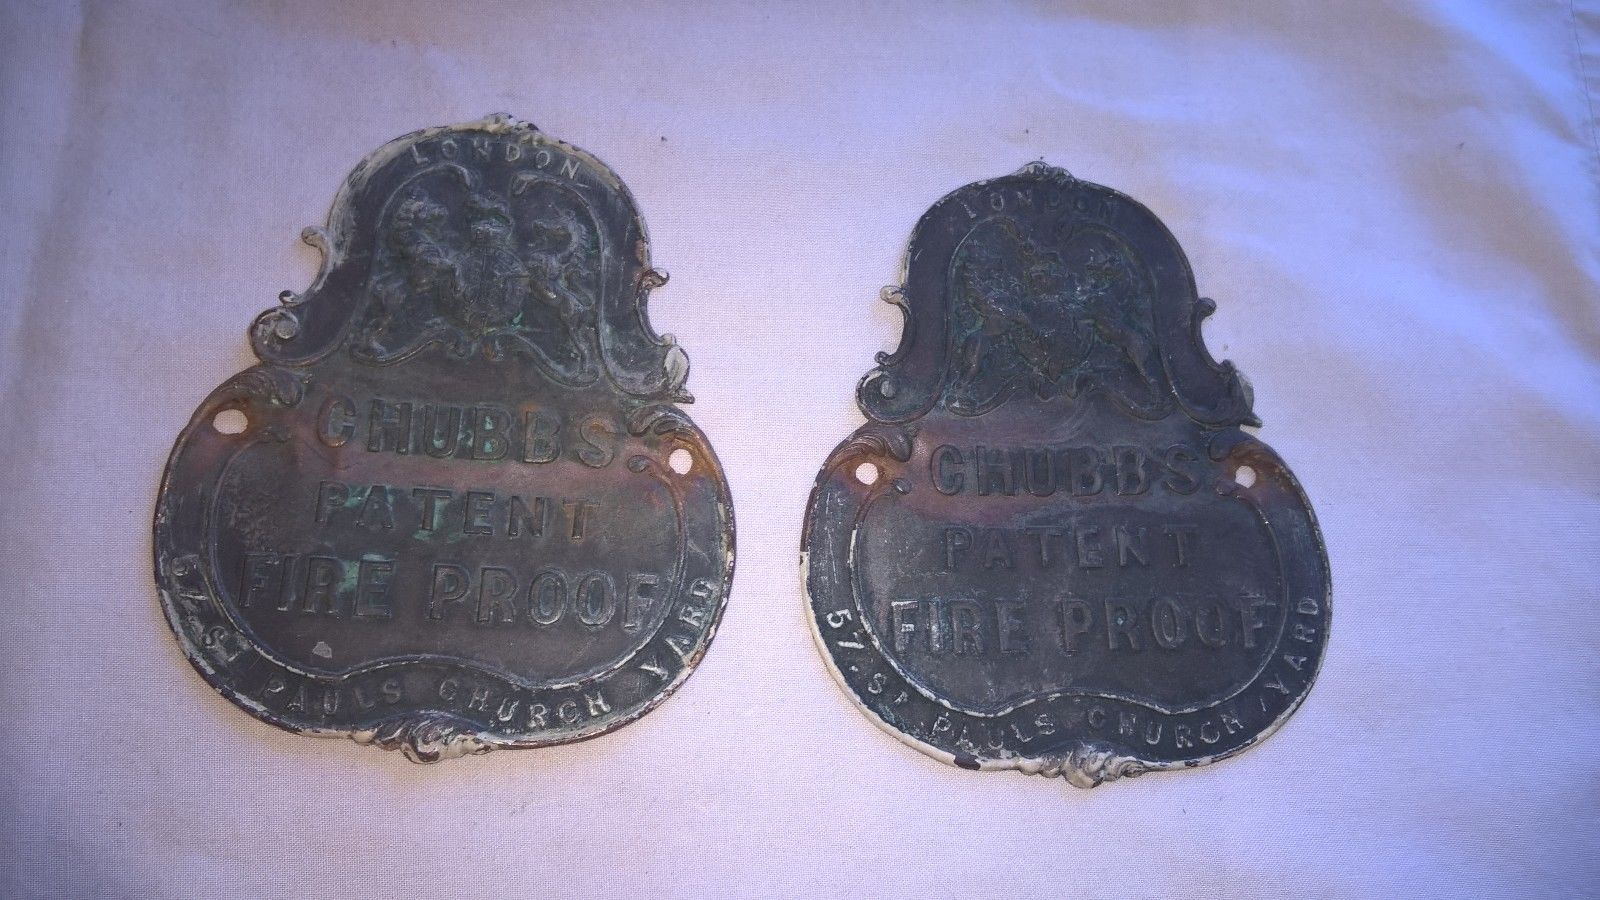 LONDON
CHUBBS
PATENT
FIRE PROOF
57. ST PAULS CHURCH YARD
LONDON
CHUBBS
PATENT
FIRE PROOF
57. ST PAULS CHURCH YARD